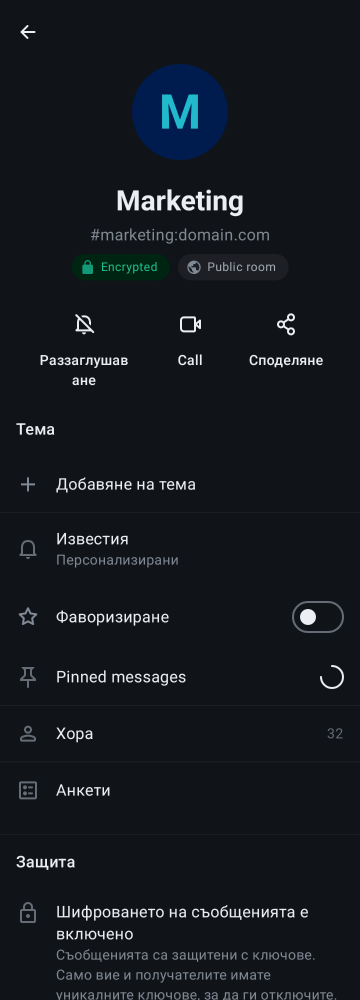 M
Marketing
#marketing:domain.com
Encrypted
Public room
Раззаглушав
ане
Call
Споделяне
Тема
Добавяне на тема
Известия
Персонализирани
Фаворизиране
Pinned messages
Хора
32
Анкети
Защита
Шифроването на съобщенията е
включено
Съобщенията са защитени с ключове.
Само вие и получателите имате
уникалните ключове, за да ги отключите.